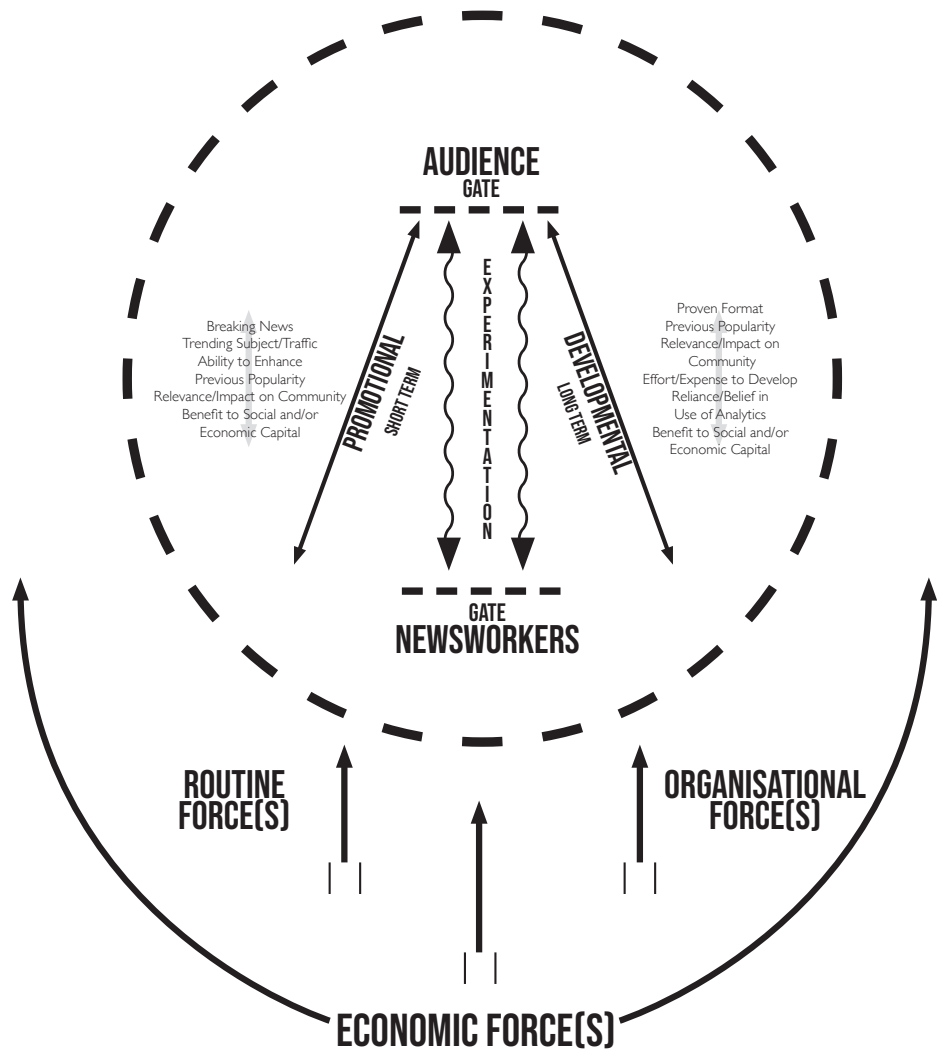 AUDIENCE
GATE
EXPERIMENTATION
Breaking News
Trending Subject/Traffic
Ability to Enhance
Previous Popularity
Relevance/Impact on Community
Benefit to Social and/or
Economic Capital
PROMOTIONAL
SHORT TERM
DEVELOPMENTAL
LONG TERM
Proven Format
Previous Popularity
Relevance/Impact on
Community
Effort/Expense to Develop
Reliance/Belief in
Use of Analytics
Benefit to Social and/or
Economic Capital
GATE
NEWSWORKERS
ROUTINE
FORCE(S)
ORGANISATIONAL
FORCE(S)
ECONOMIC FORCE(S)